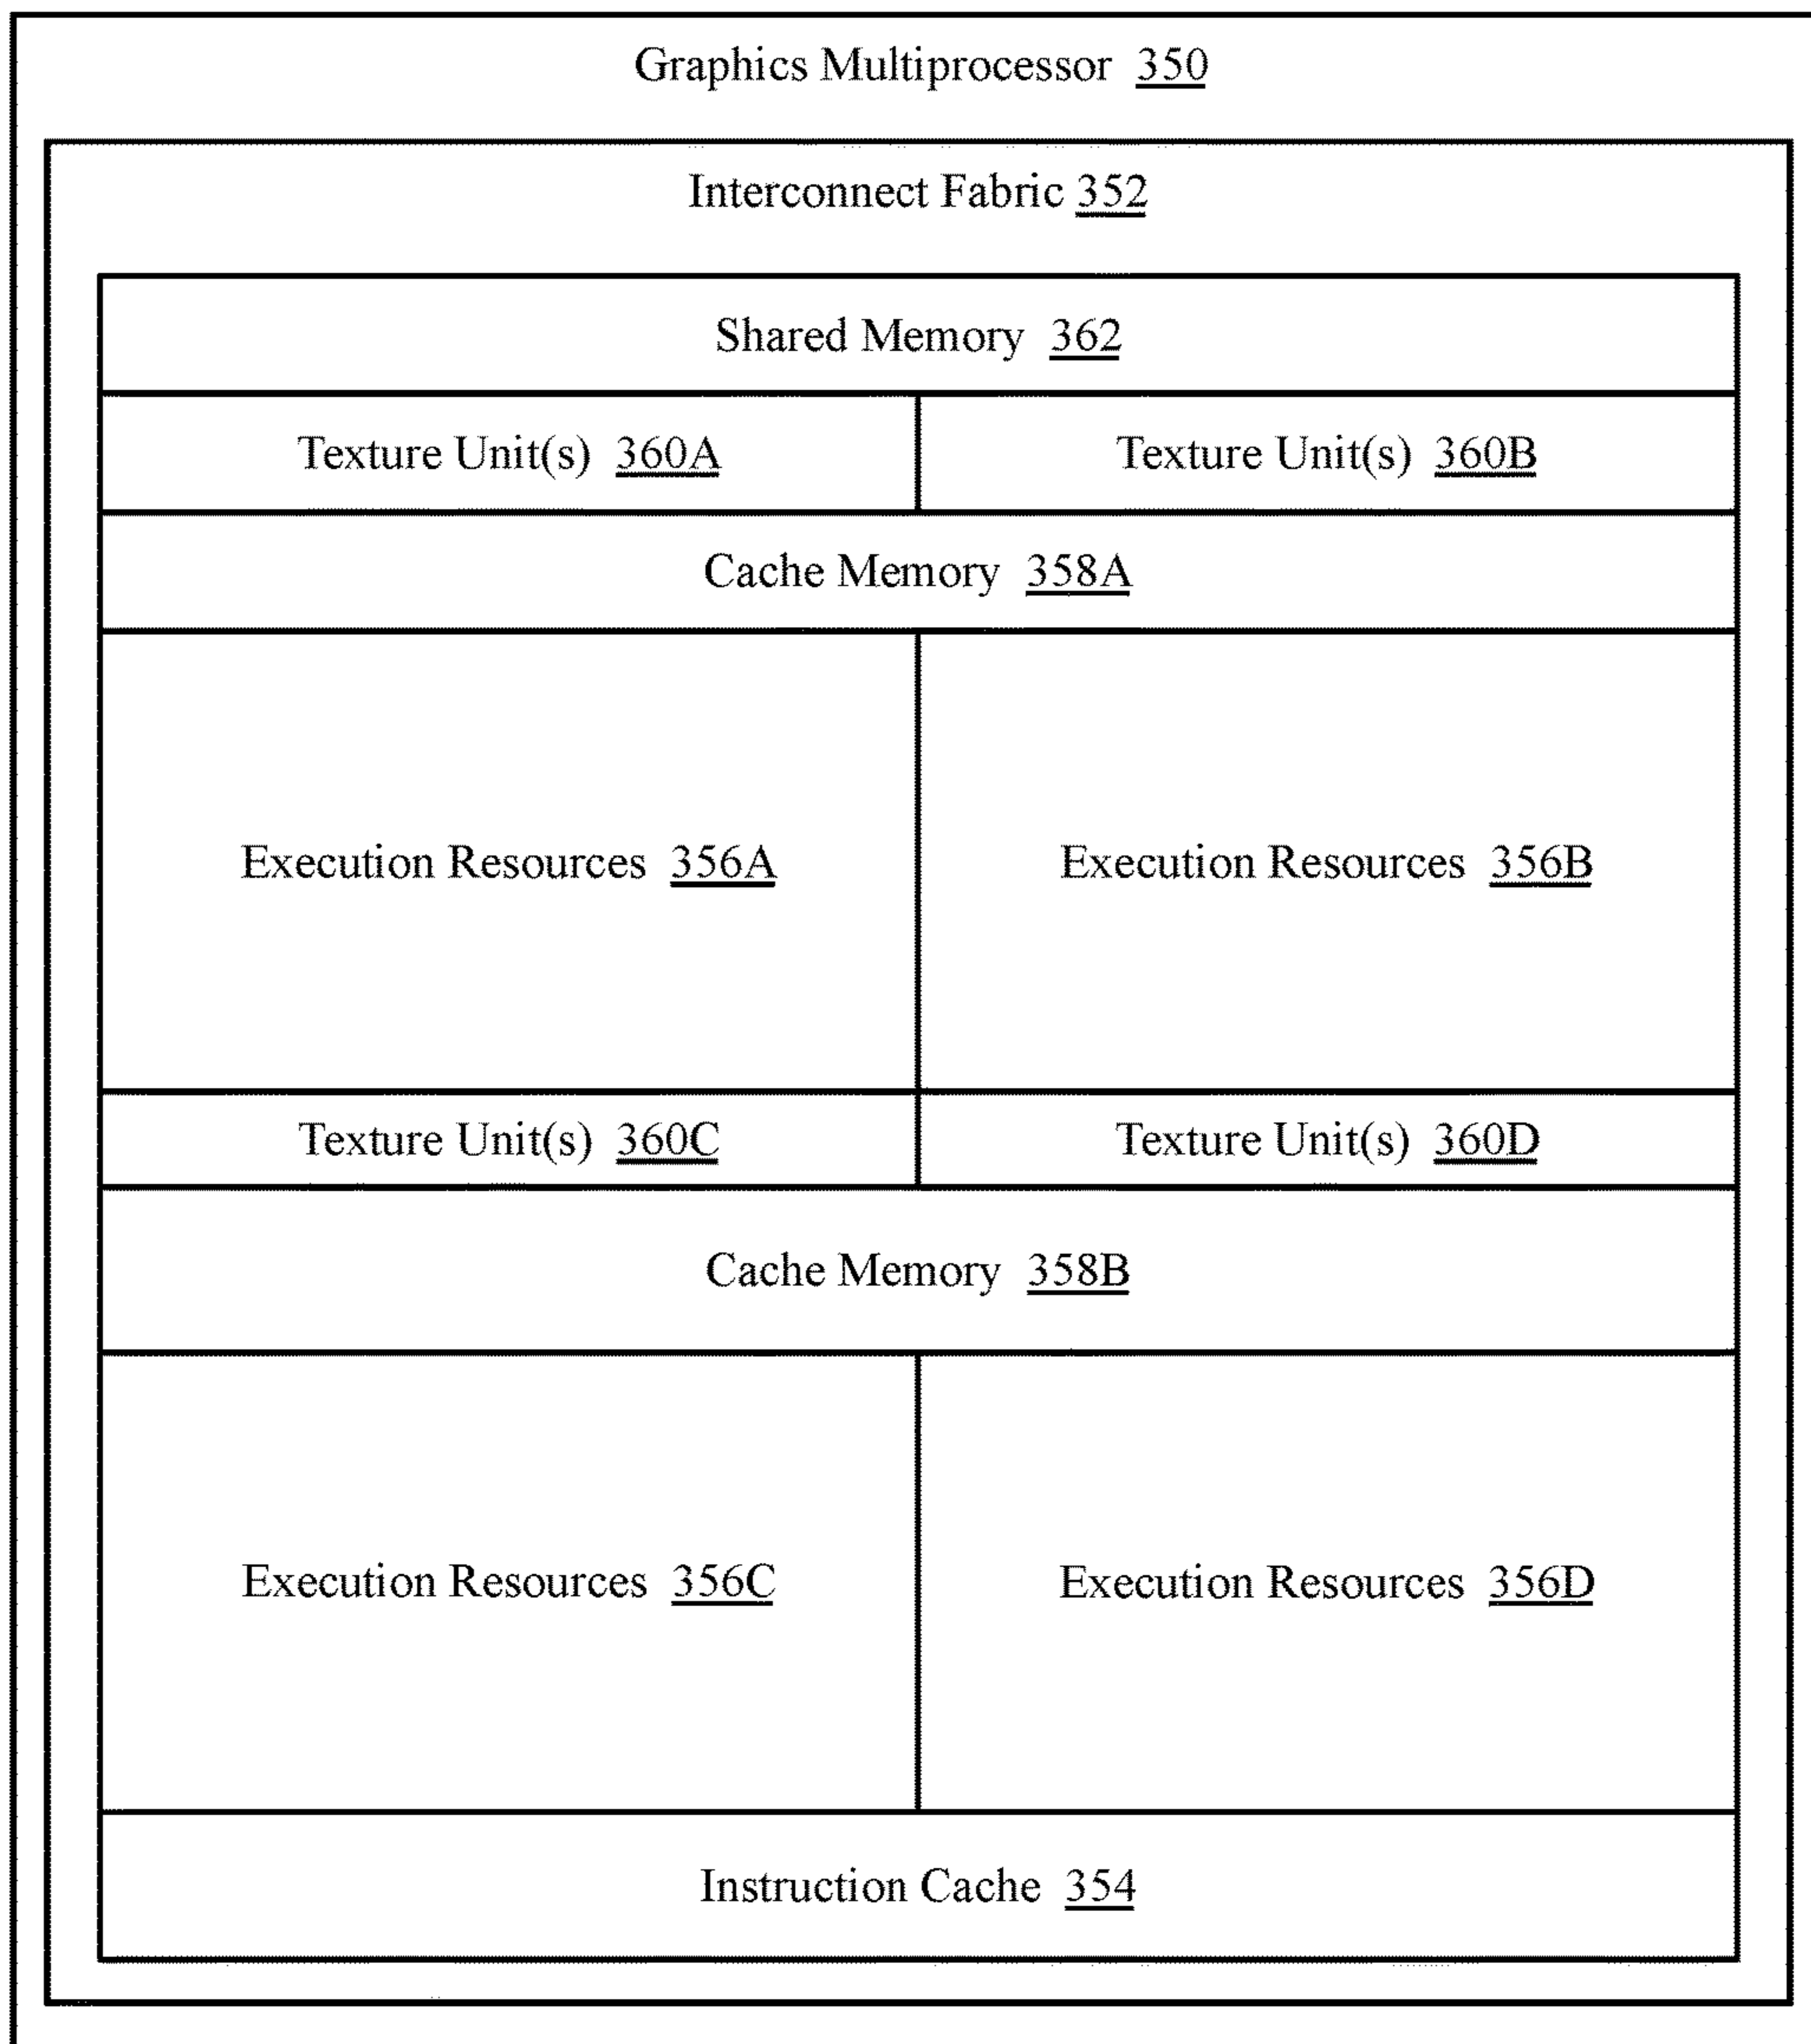 Graphics Multiprocessor 350
Interconnect Fabric 352
Shared Memory 362
Texture Unit(s) 360A
Texture Unit(s) 360B
Cache Memory 358A
Execution Resources 356A
Execution Resources 356B
Texture Unit(s) 360C
Texture Unit(s) 360D
Cache Memory 358B
Execution Resources 356C
Execution Resources 356D
Instruction Cache 354